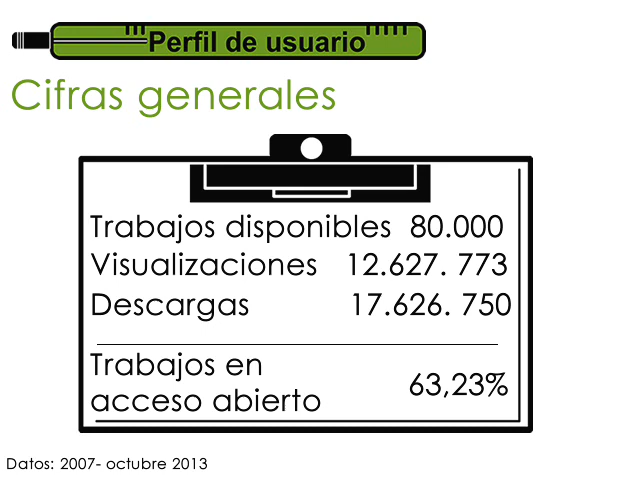 Perfil de usuario
Cifras generales
Trabajos disponibles 80.000
Visualizaciones 12.627. 773
Descargas 17.626. 750
Trabajos en
acceso abierto 63,23%
Datos: 2007- octubre 2013